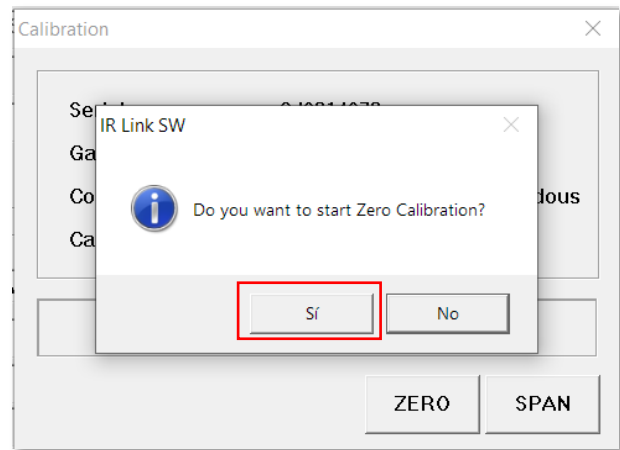 Calibration
IR Link SW
Do you want to start Zero Calibration?
Sí
No
ZERO
SPAN